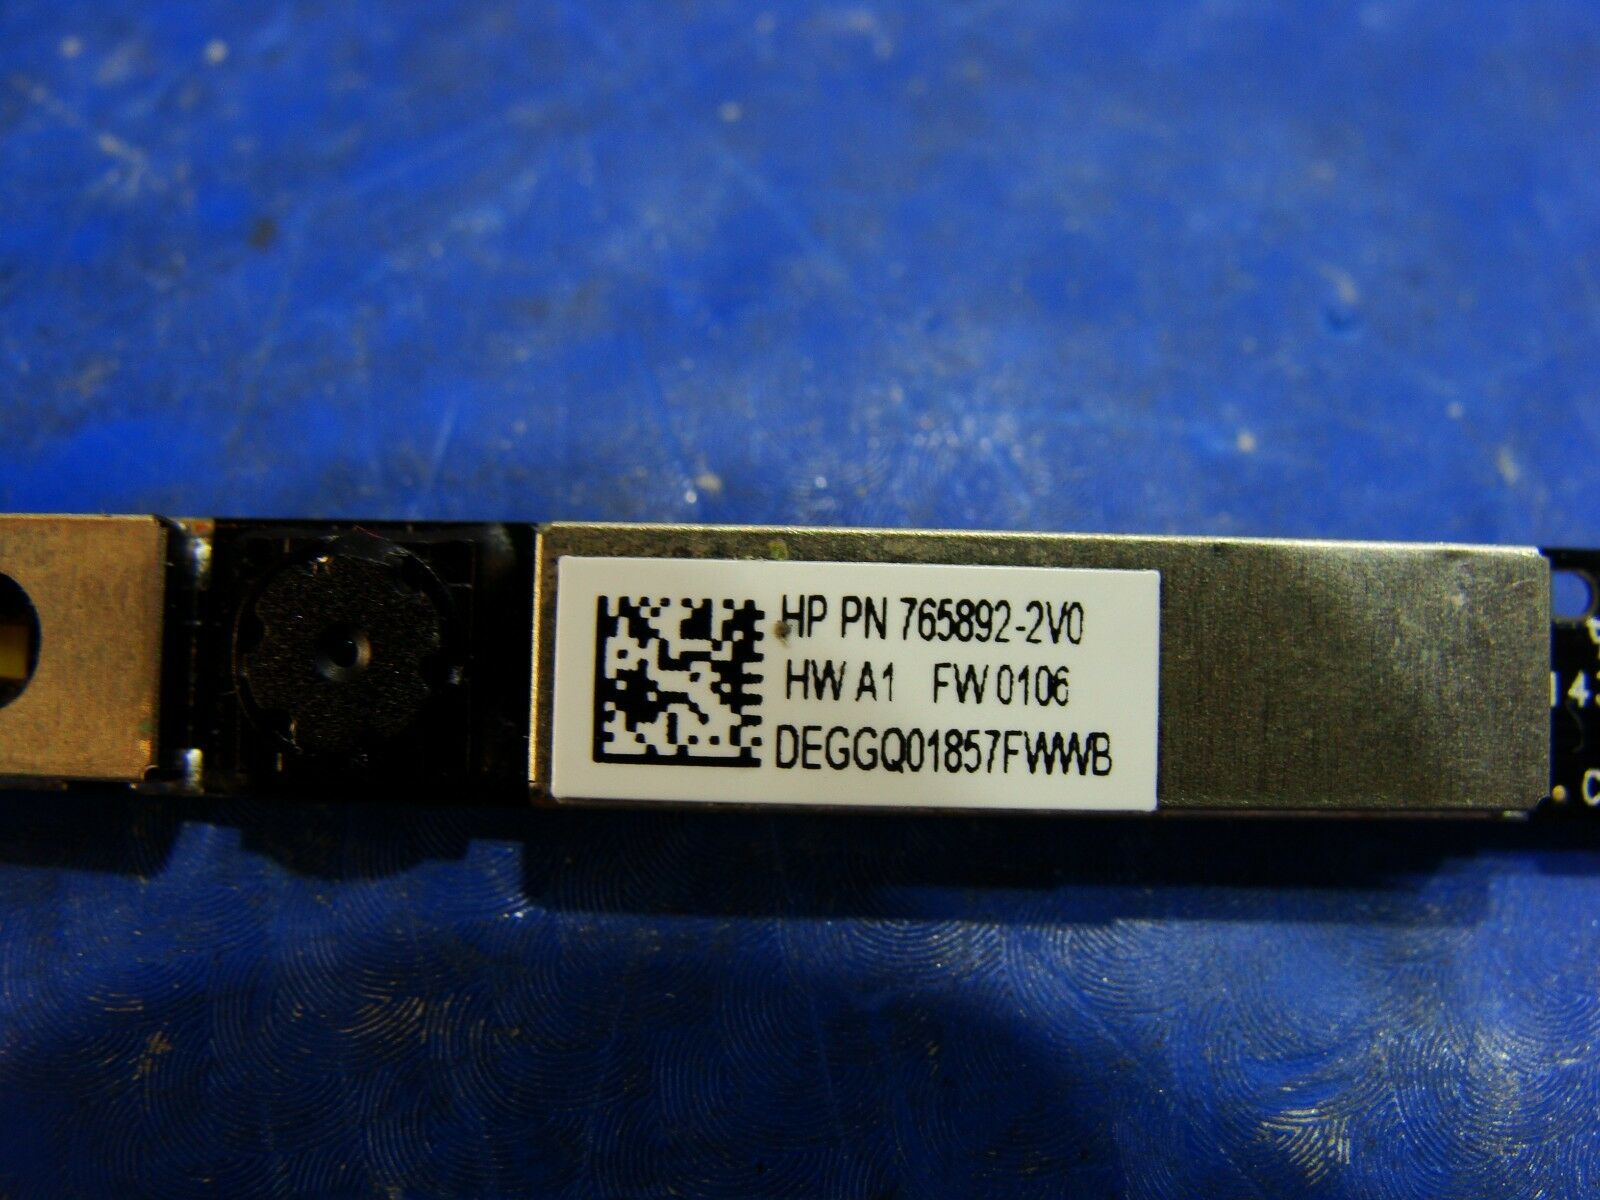 HP PN 765892-2V0
HW A1 FW 0106
DEGGQ01857FWWB